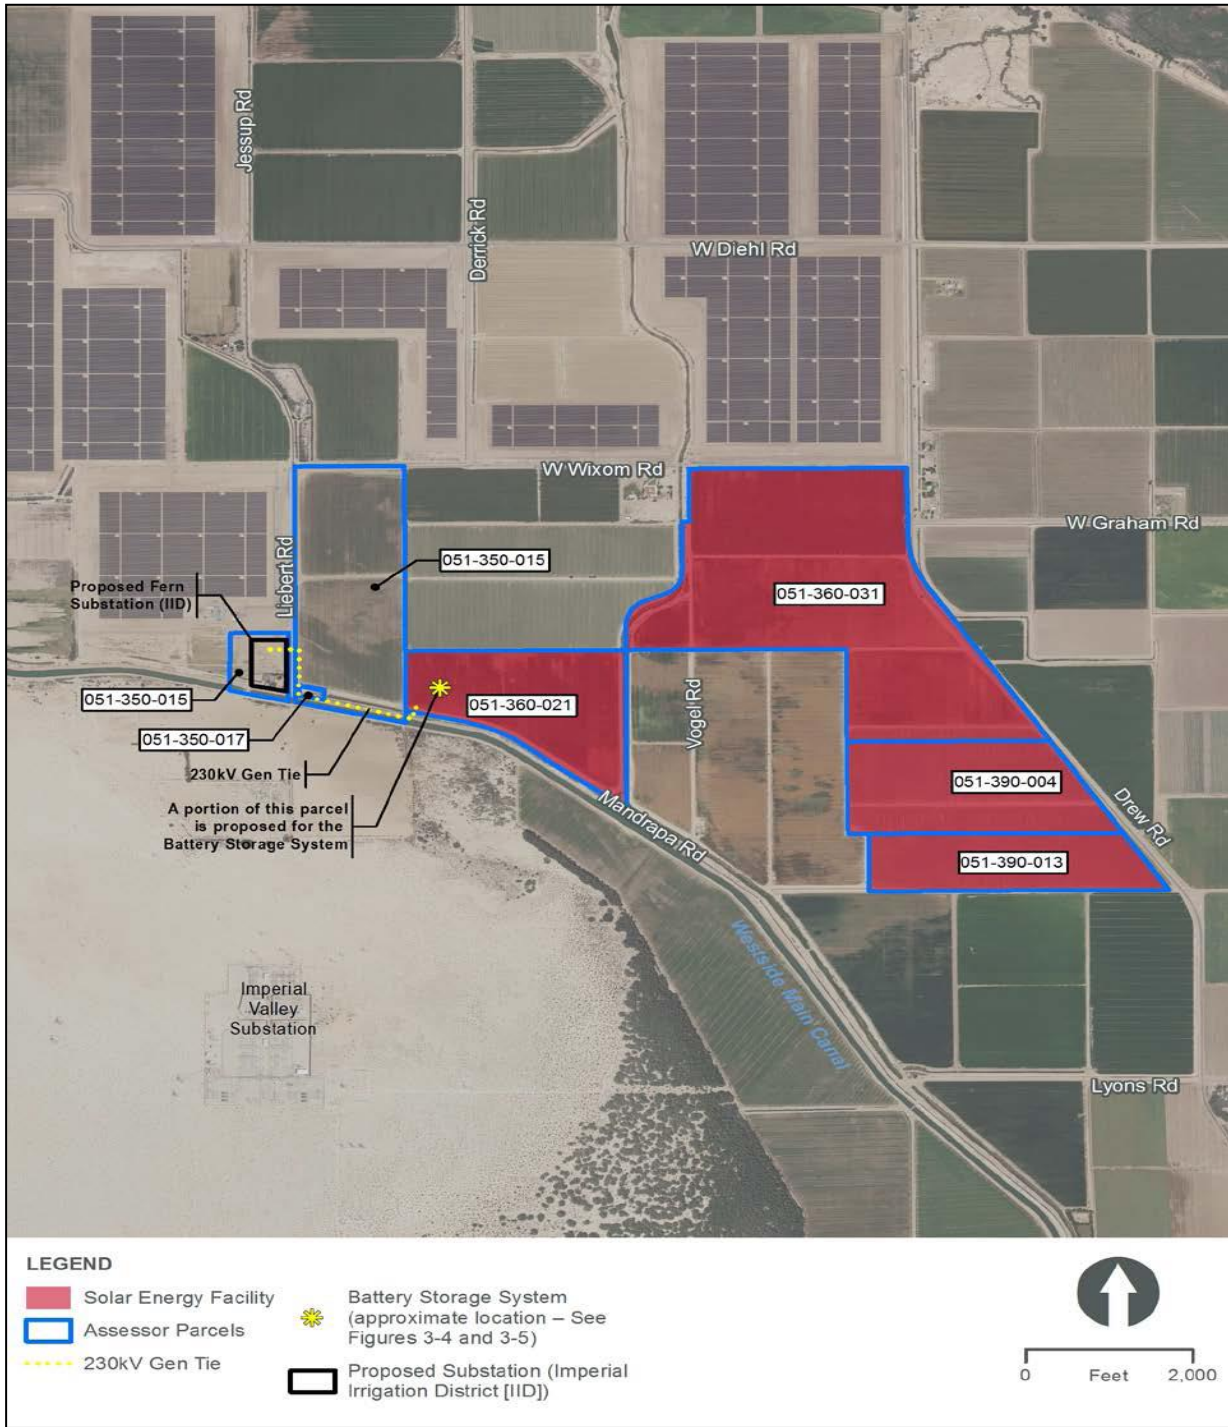 Jessup Rd
Derrick Rd
W Diehl Rd
W Wixom Rd
W Graham Rd
051-350-015
Liebert Rd
Proposed Fern
Substation (IID)
051-360-031
051-350-015
051-360-021
Vogel Rd
051-350-017
230kV Gen Tie
051-390-004
A portion of this parcel
is proposed for the
Battery Storage System
Mandrapa Rd
Drew Rd
051-390-013
Westside Main Canal
Imperial
Valley
Substation
Lyons Rd
LEGEND
Solar Energy Facility
Assessor Parcels
230kV Gen Tie
Battery Storage System
(approximate location – See
Figures 3-4 and 3-5)
Proposed Substation (Imperial
Irrigation District [IID])
0 Feet 2,000